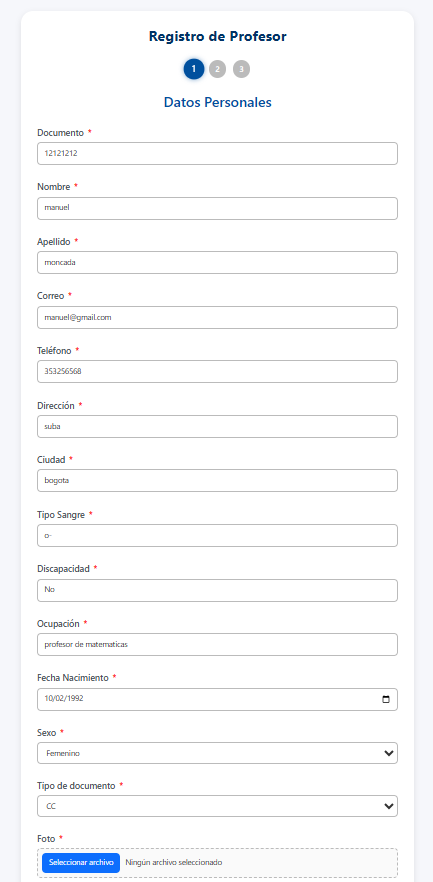 Registro de Profesor
1 2 3
Datos Personales
Documento *
12121212
Nombre *
manuel
Apellido *
moncada
Correo *
manuel@gmail.com
Teléfono *
353256568
Dirección *
suba
Ciudad *
bogota
Tipo Sangre *
o-
Discapacidad *
No
Ocupación *
profesor de matematicas
Fecha Nacimiento *
10/02/1992
Sexo *
Femenino
Tipo de documento *
CC
Foto *
Seleccionar archivo Ningún archivo seleccionado